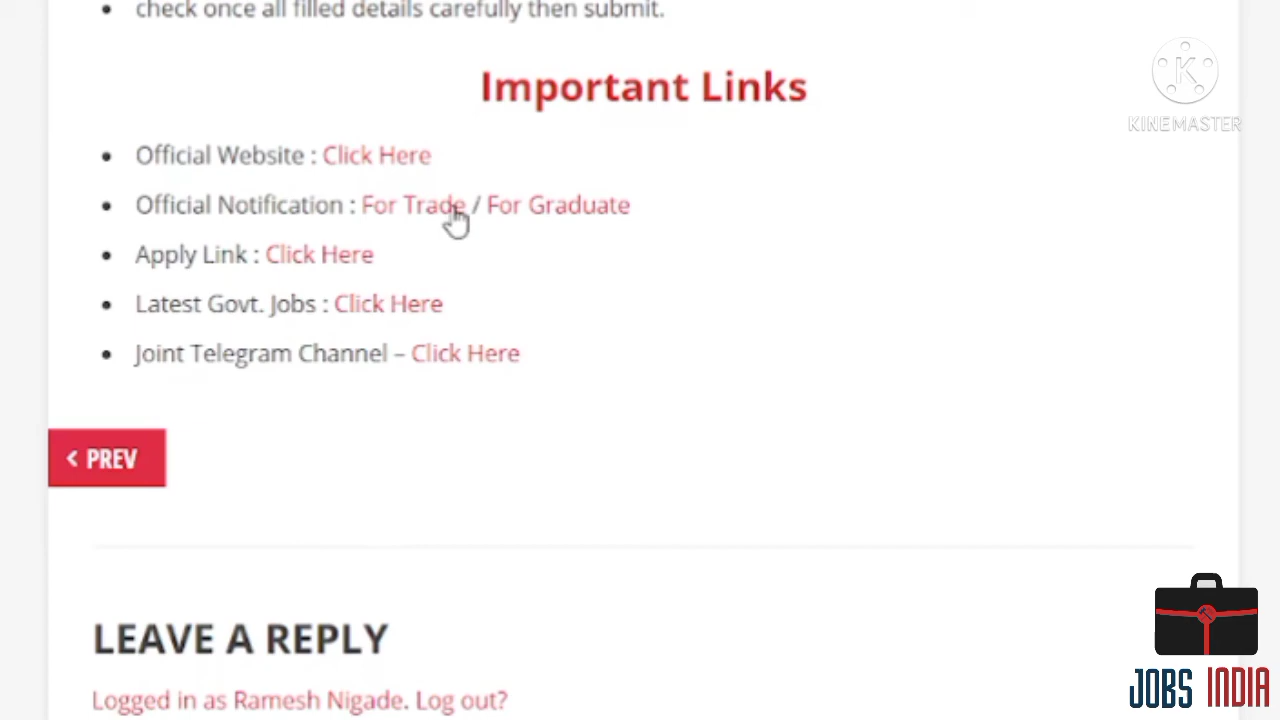 check once all filled details carefully then submit.
Important Links
KINEMASTER
Official Website : Click Here
Official Notification : For Trade / For Graduate
Apply Link : Click Here
Latest Govt. Jobs : Click Here
Joint Telegram Channel – Click Here
< PREV
LEAVE A REPLY
Logged in as Ramesh Nigade. Log out?
JOBS INDIA